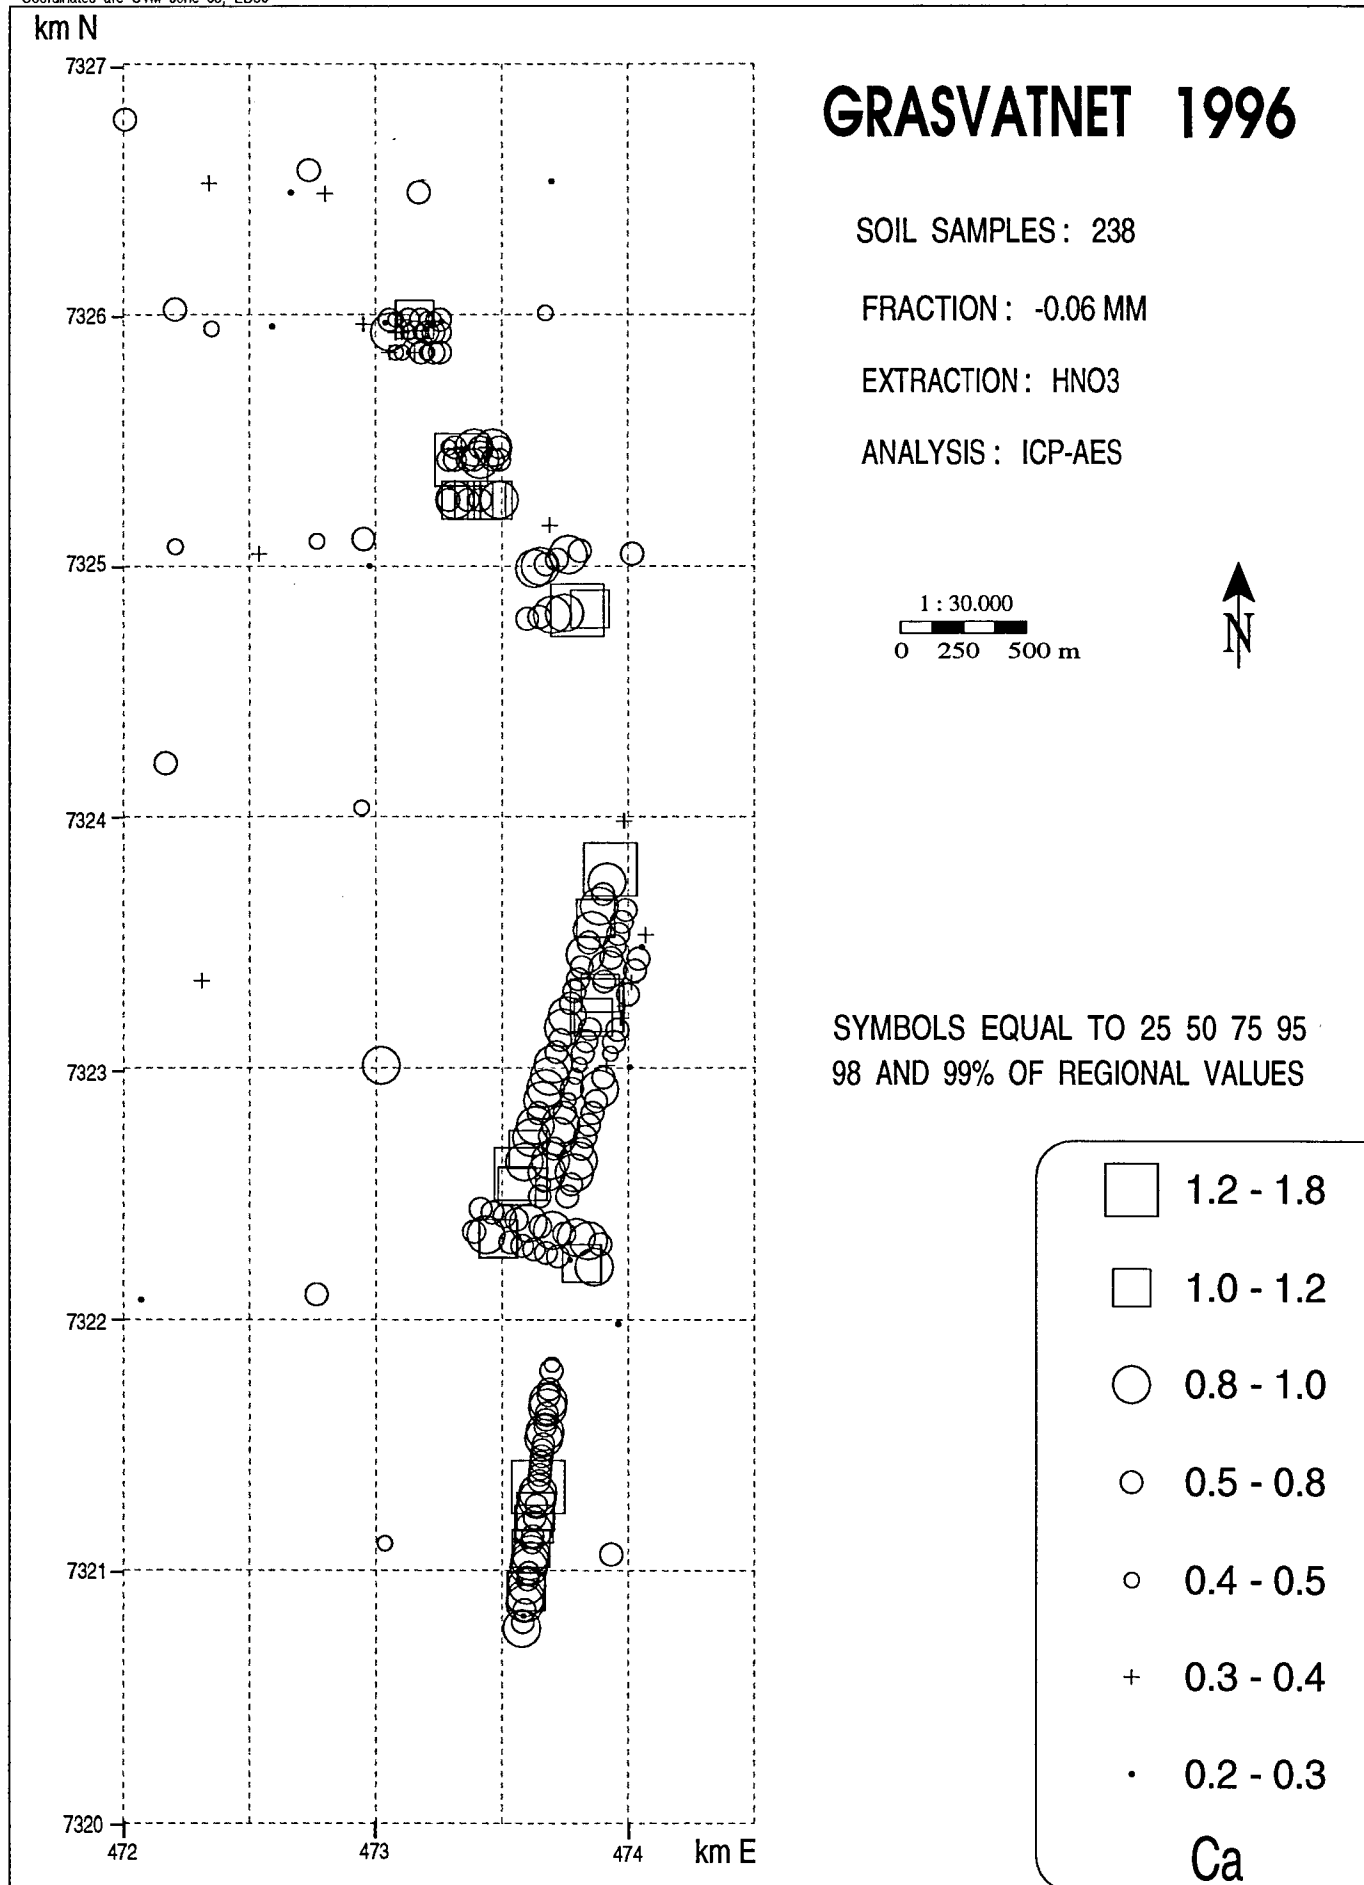 km N
7327
7326
7325
7324
7323
7322
7321
7320
472
473
474
km E
GRASVATNET 1996
SOIL SAMPLES : 238
FRACTION : -0.06 MM
EXTRACTION : HNO3
ANALYSIS : ICP-AES
1 : 30.000
0 250 500 m
N
SYMBOLS EQUAL TO 25 50 75 95
98 AND 99% OF REGIONAL VALUES
1.2 - 1.8
1.0 - 1.2
0.8 - 1.0
0.5 - 0.8
0.4 - 0.5
0.3 - 0.4
0.2 - 0.3
Ca